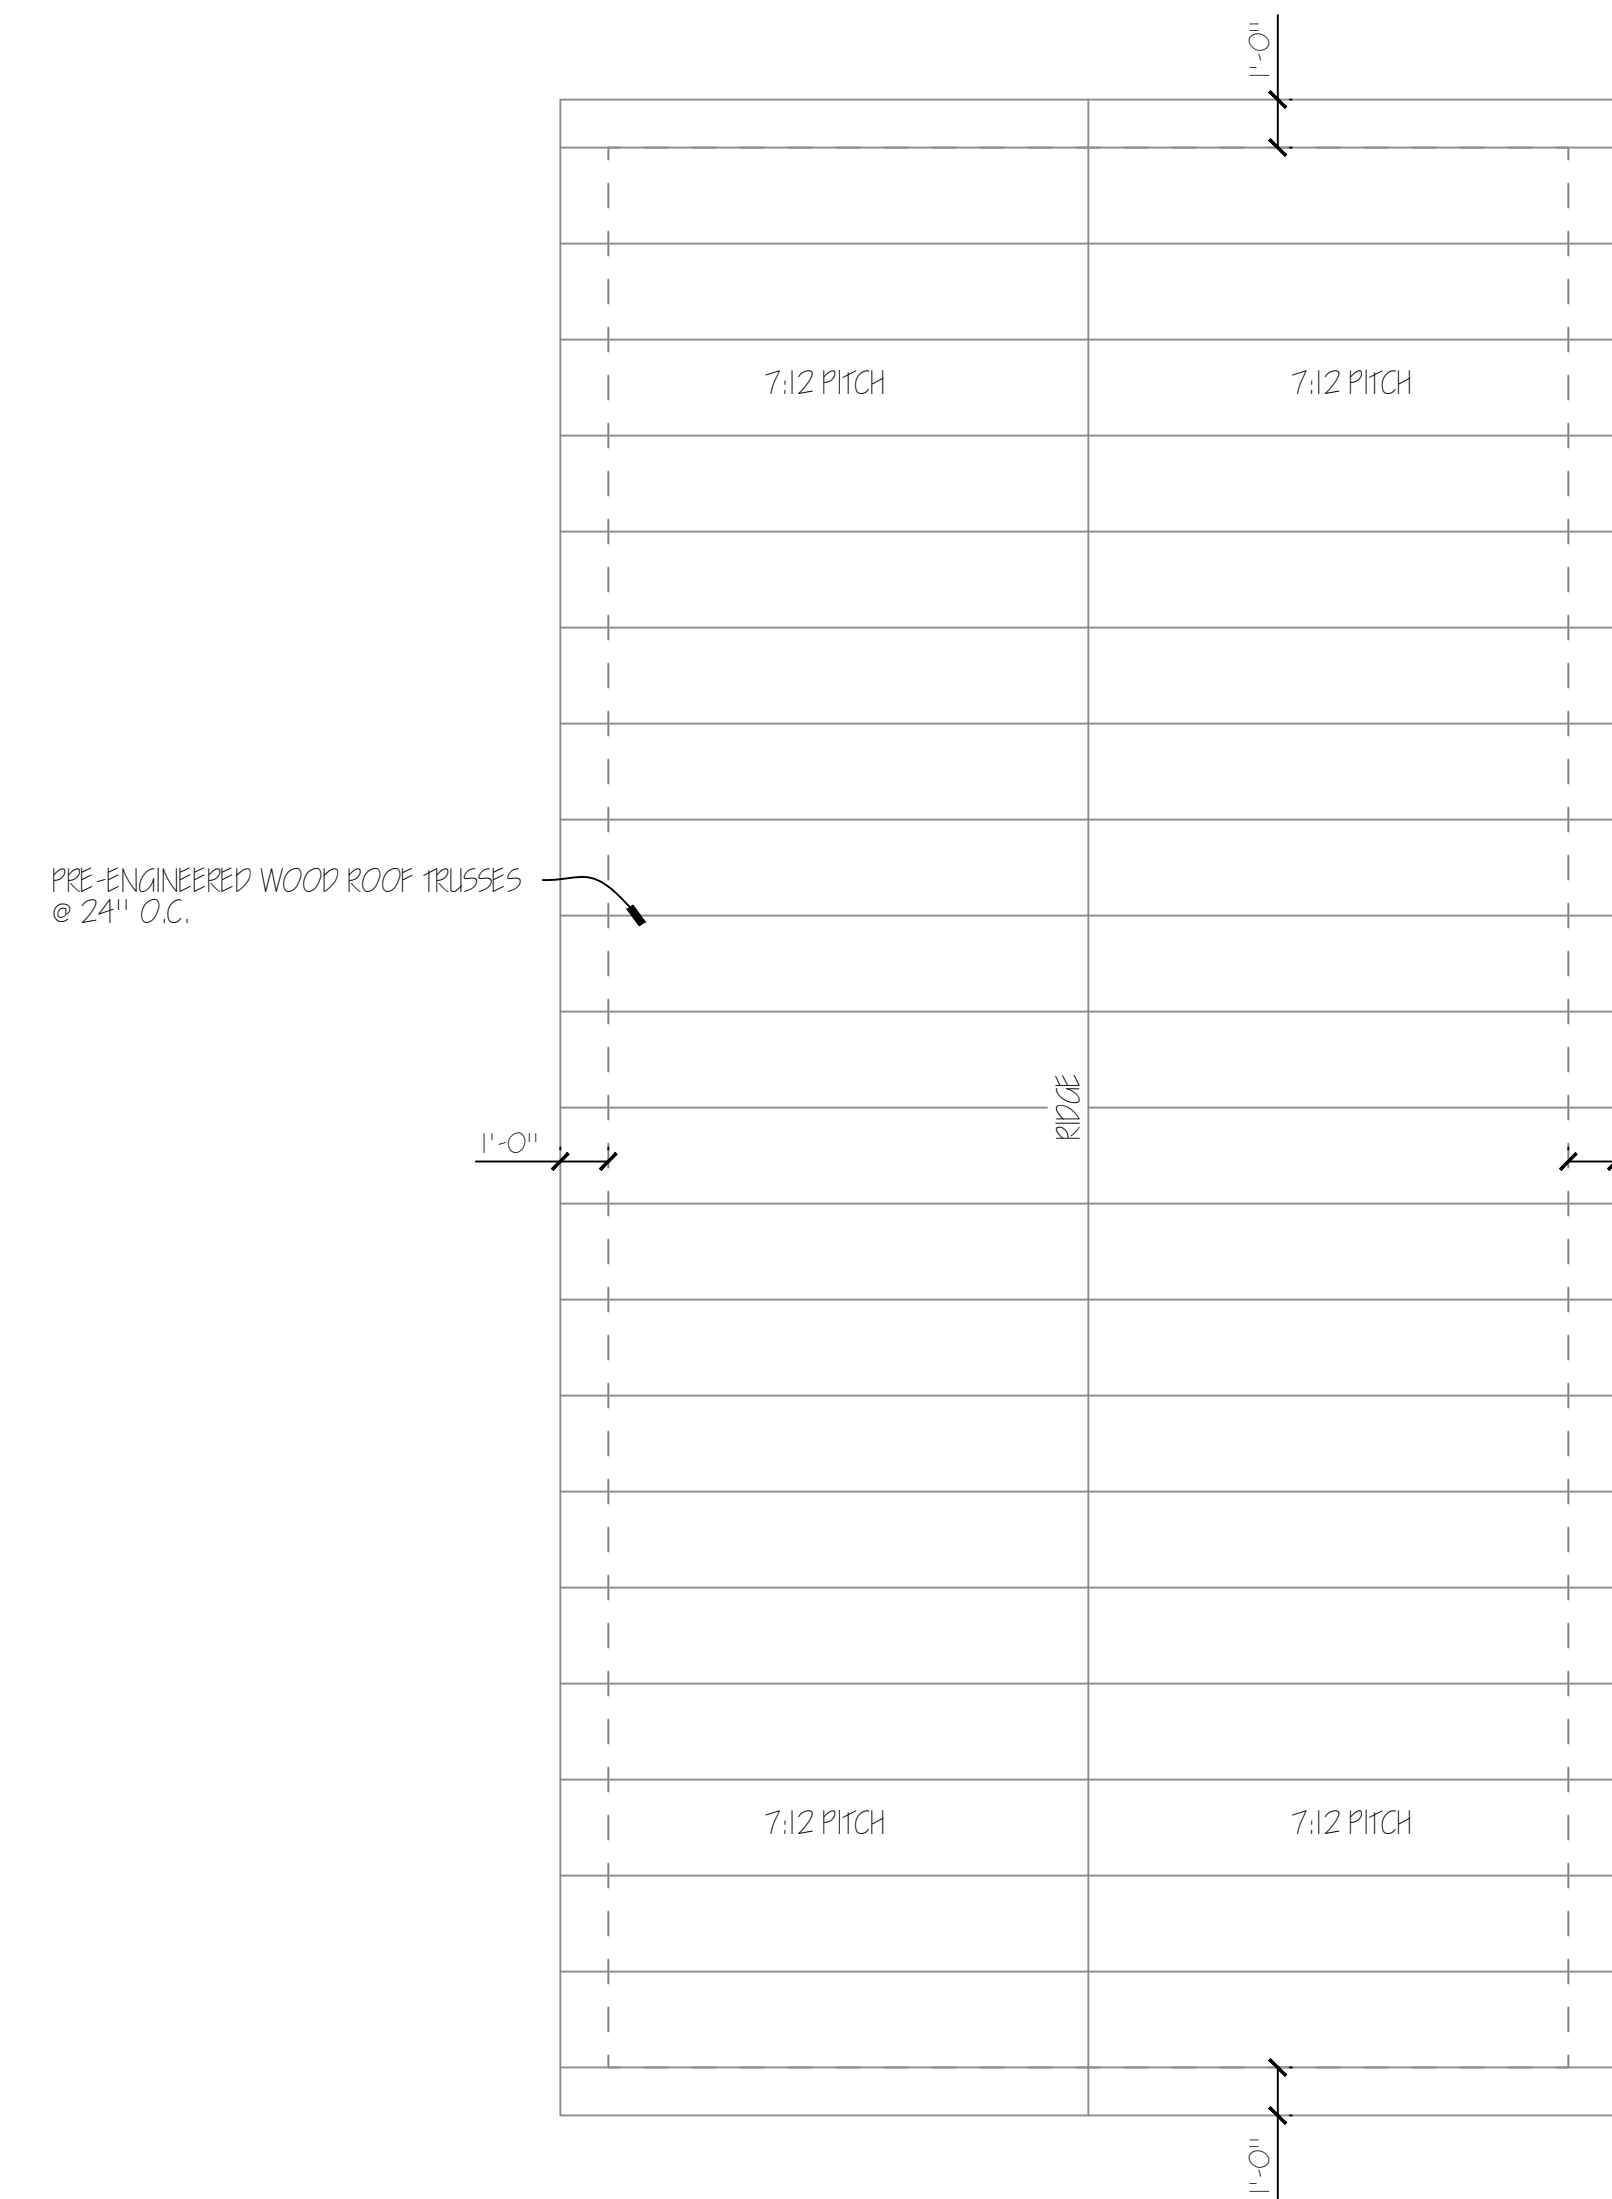 1'-0"
7:12 PITCH
7:12 PITCH
PRE-ENGINEERED WOOD ROOF TRUSSES
@ 24" O.C.
RIDGE
1'-0"
7:12 PITCH
7:12 PITCH
1'-0"